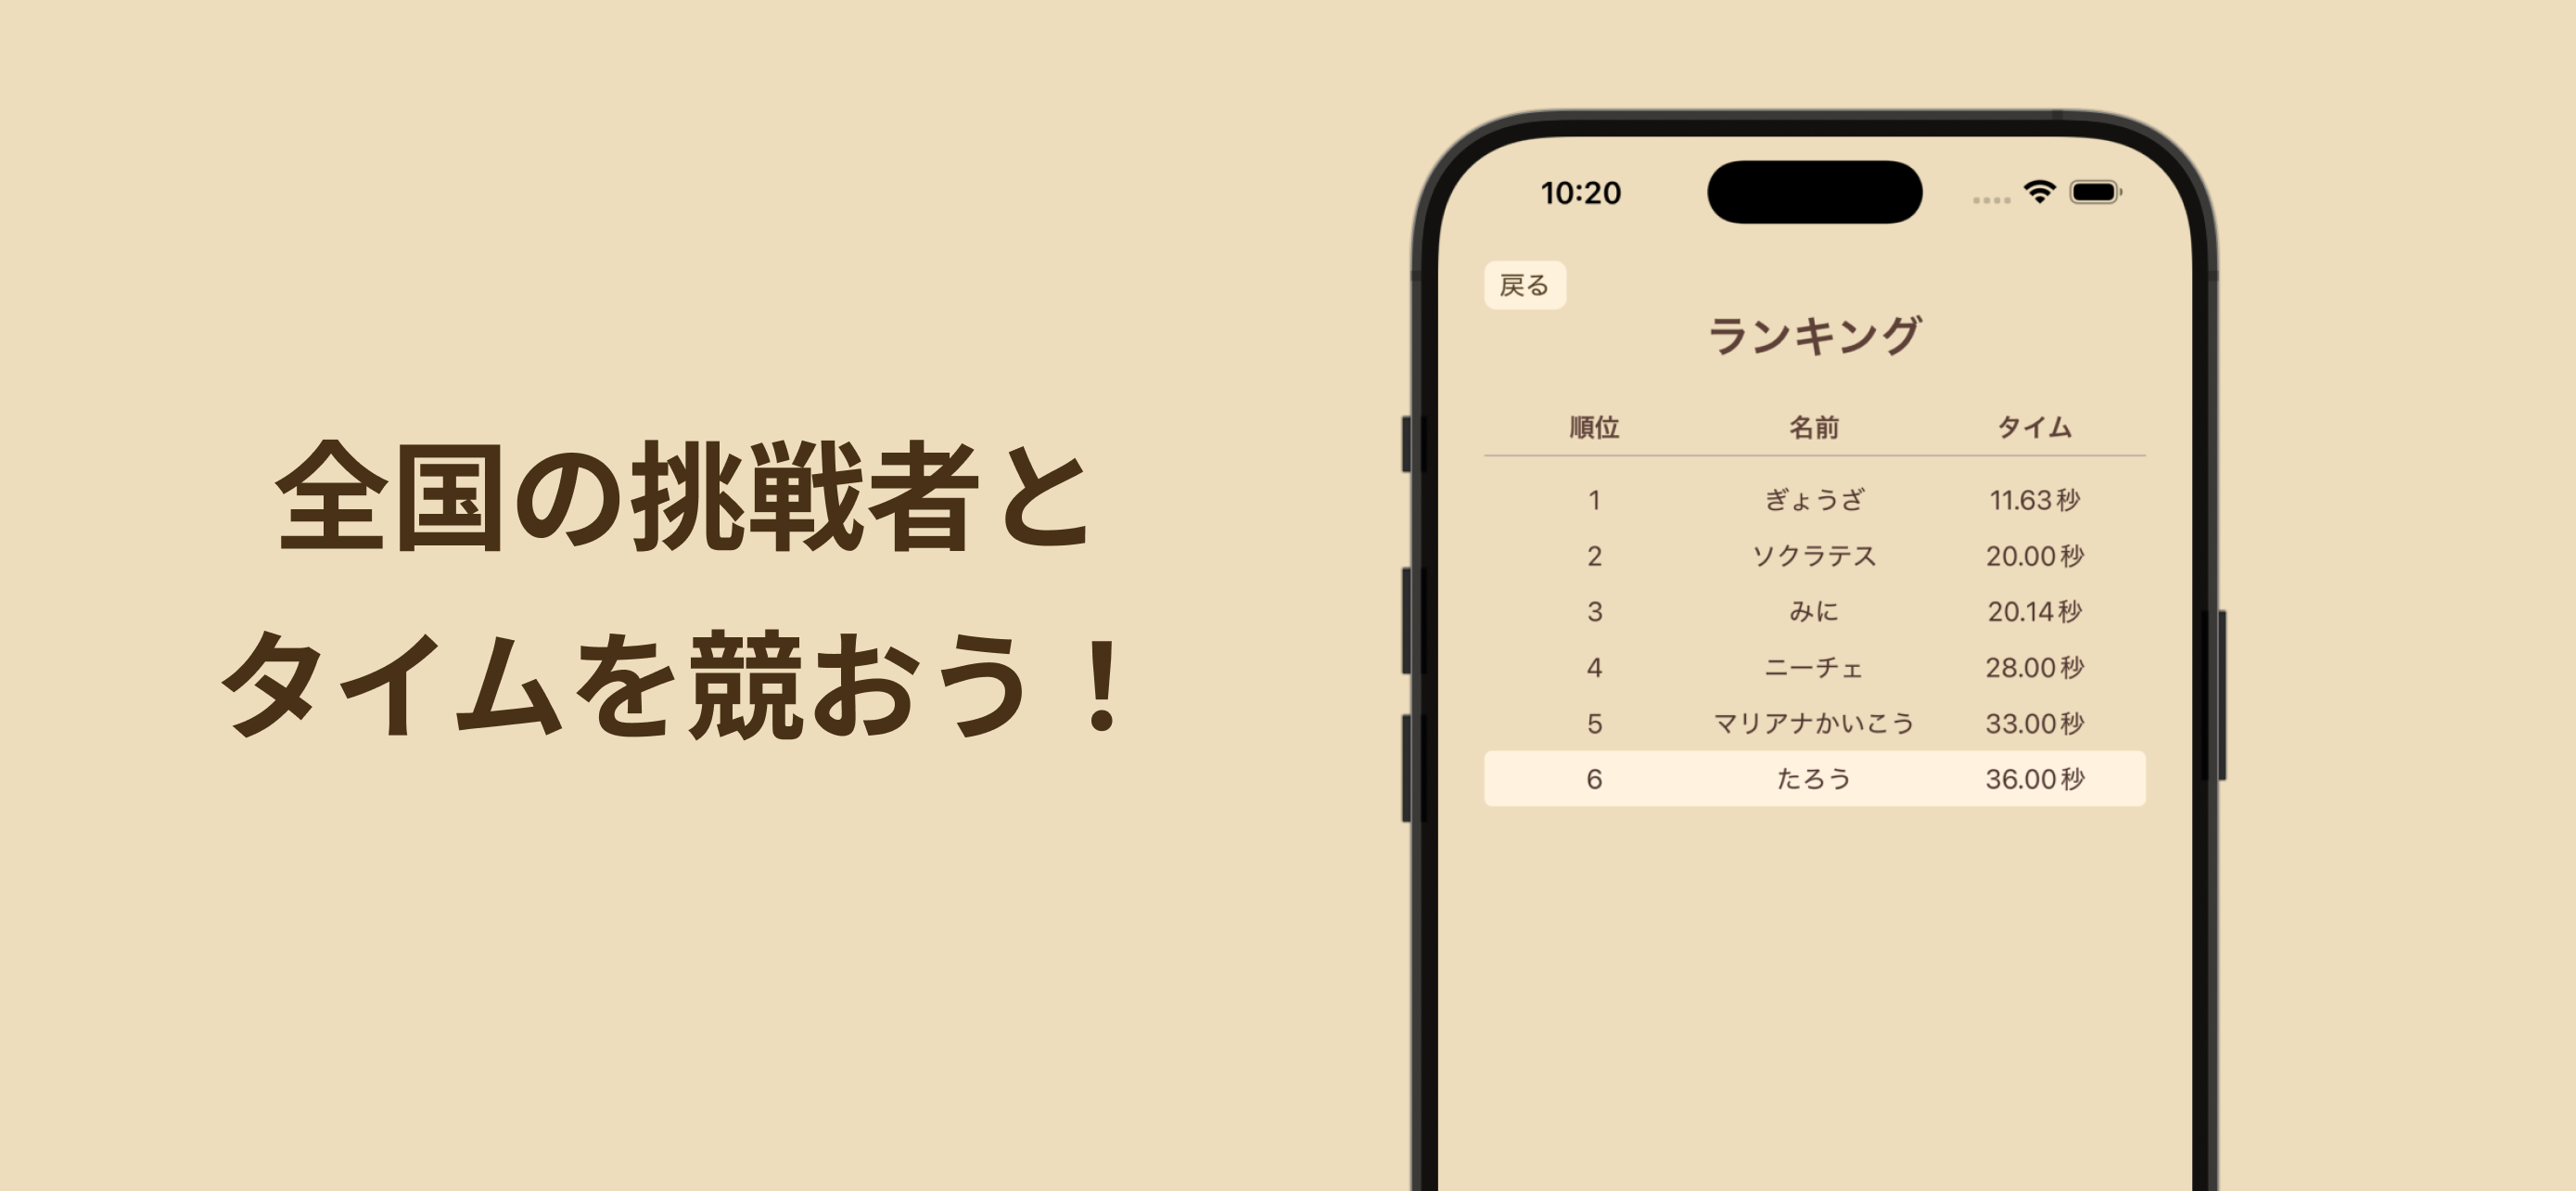 全国の挑戦者と
タイムを競おう！
10:20
戻る
ランキング
順位 名前 タイム
1 ぎょうざ 11.63秒
2 ソクラテス 20.00秒
3 みに 20.14秒
4 ニーチェ 28.00秒
5 マリアナかいこう 33.00秒
6 たろう 36.00秒